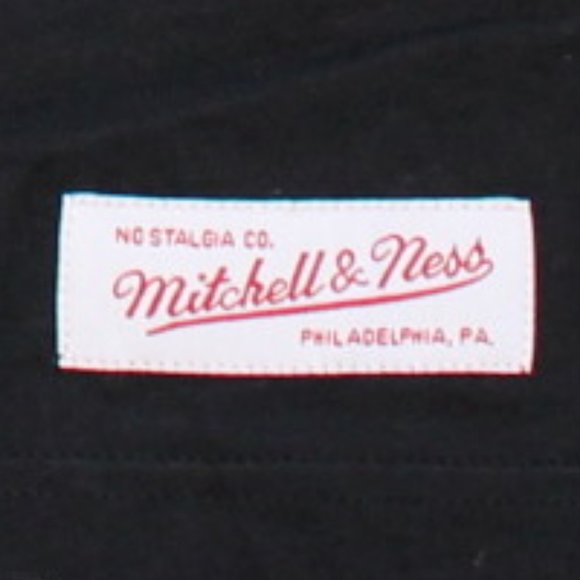 NOSTALGIA CO.
Mitchell & Ness
PHILADELPHIA, PA.